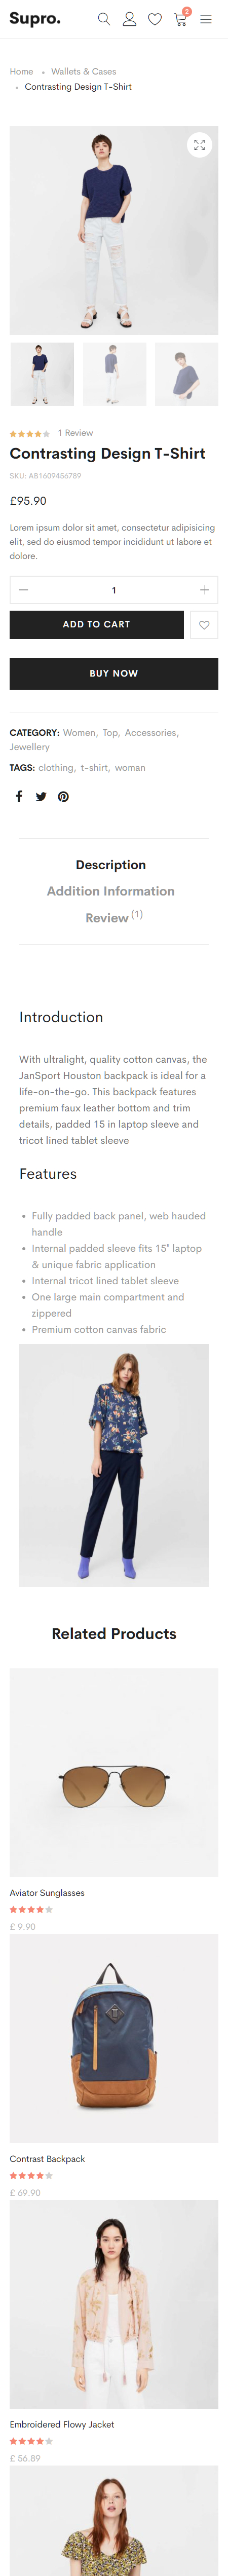 Supro.
2
Home • Wallets & Cases
• Contrasting Design T-Shirt
1 Review
Contrasting Design T-Shirt
SKU: AB1609456789
£95.90
Lorem ipsum dolor sit amet, consectetur adipisicing
elit, sed do eiusmod tempor incididunt ut labore et
dolore.
1
ADD TO CART
BUY NOW
CATEGORY: Women, Top, Accessories,
Jewellery
TAGS: clothing, t-shirt, woman
Description
Addition Information
Review (1)
Introduction
With ultralight, quality cotton canvas, the
JanSport Houston backpack is ideal for a
life-on-the-go. This backpack features
premium faux leather bottom and trim
details, padded 15 in laptop sleeve and
tricot lined tablet sleeve
Features
• Fully padded back panel, web hauded
handle
• Internal padded sleeve fits 15" laptop
& unique fabric application
• Internal tricot lined tablet sleeve
• One large main compartment and
zippered
• Premium cotton canvas fabric
Related Products
Aviator Sunglasses
£ 9.90
Contrast Backpack
£ 69.90
Embroidered Flowy Jacket
£ 56.89